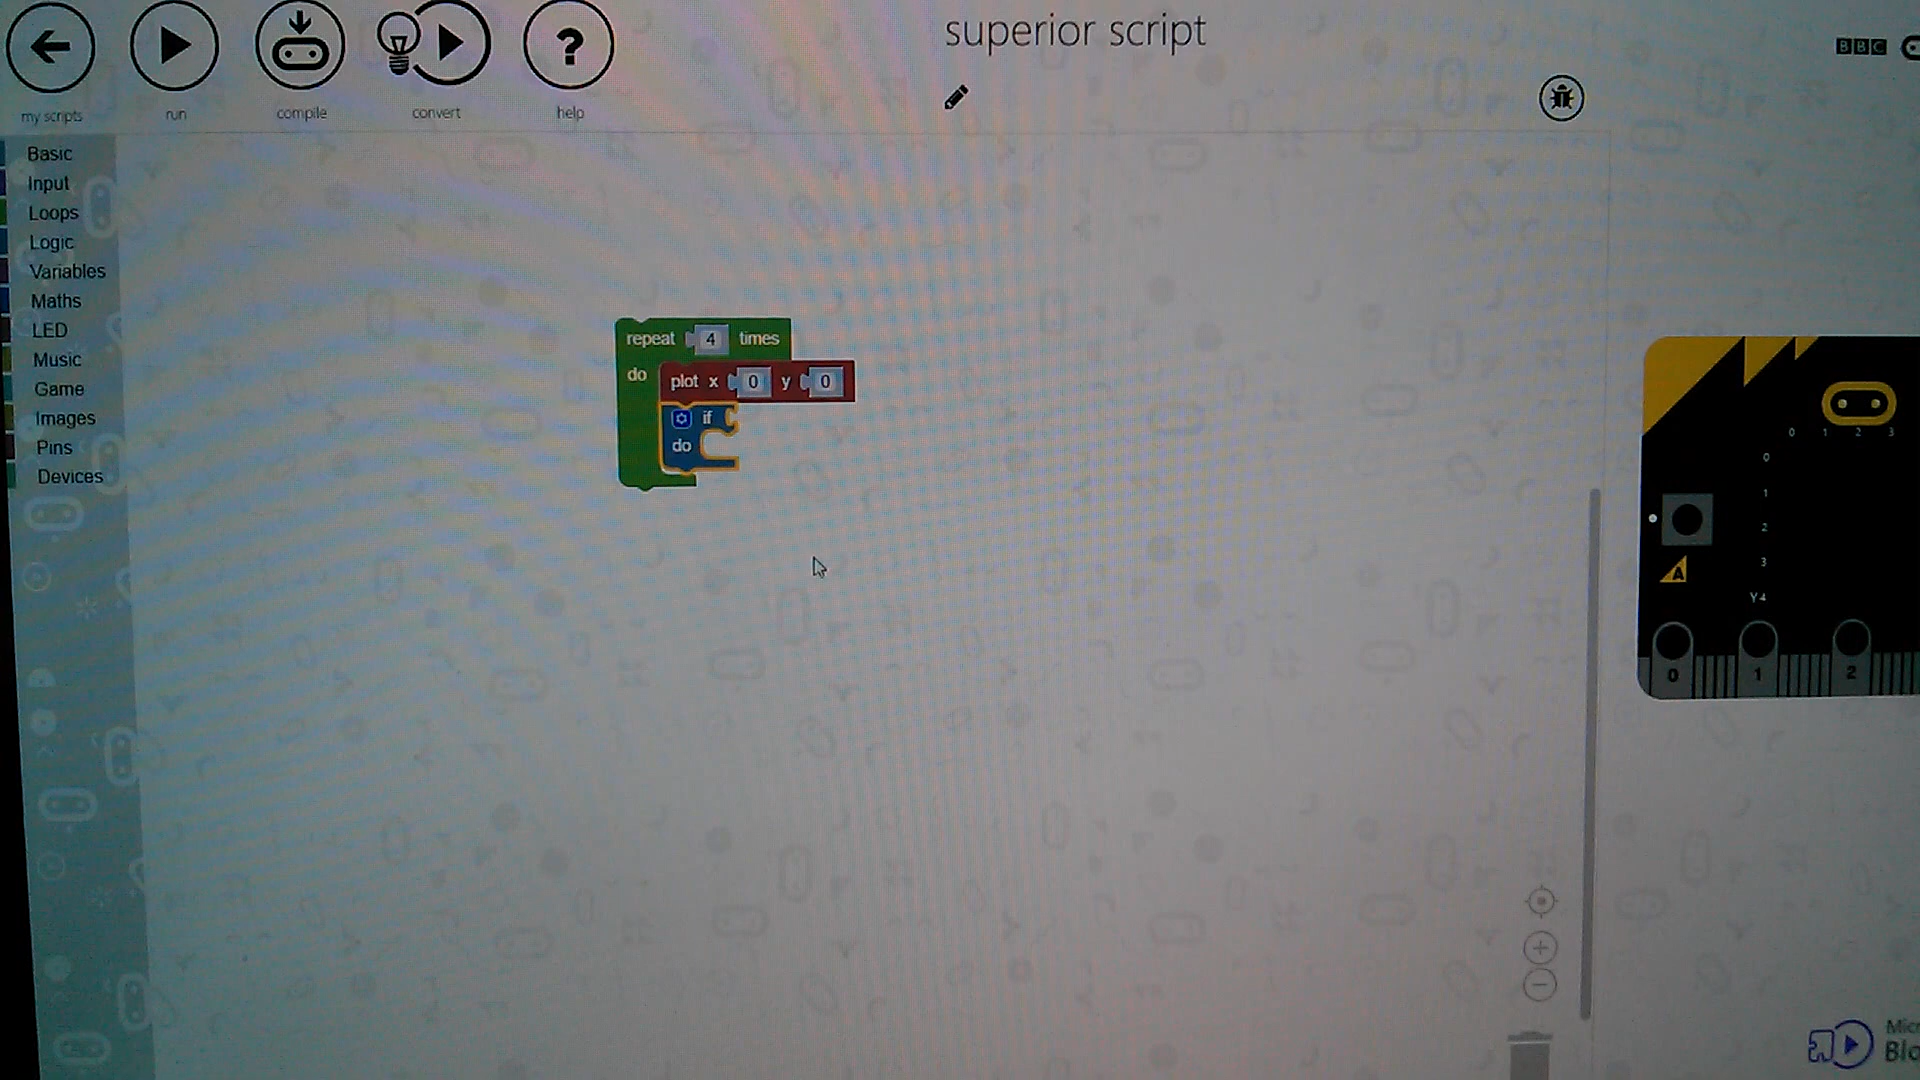 superior script
BBC
my scripts
run
compile
convert
help
Basic
Input
Loops
Logic
Variables
Maths
LED
Music
Game
Images
Pins
Devices
repeat 4 times
do plot x 0 y 0
if
do
0 1 2 3
0
1
2
3
Y4
A
0 1 2